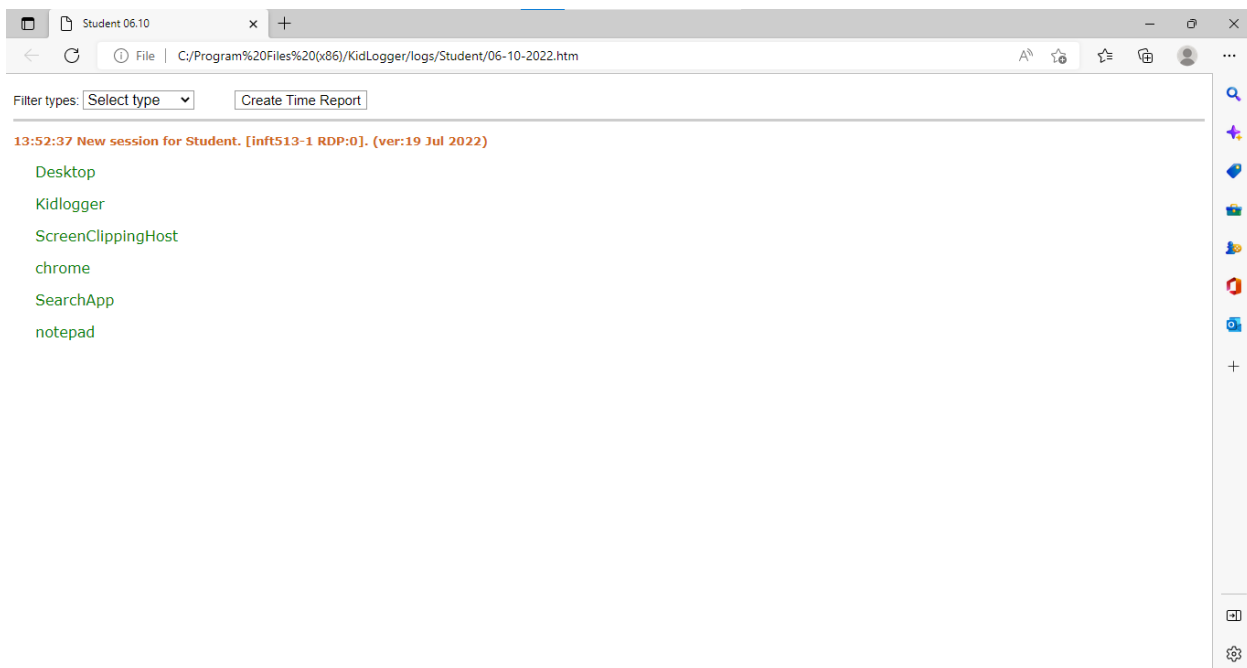 Student 06.10
File C:/Program%20Files%20(x86)/KidLogger/logs/Student/06-10-2022.htm
Filter types: Select type Create Time Report
13:52:37 New session for Student. [inft513-1 RDP:0]. (ver:19 Jul 2022)
Desktop
Kidlogger
ScreenClippingHost
chrome
SearchApp
notepad